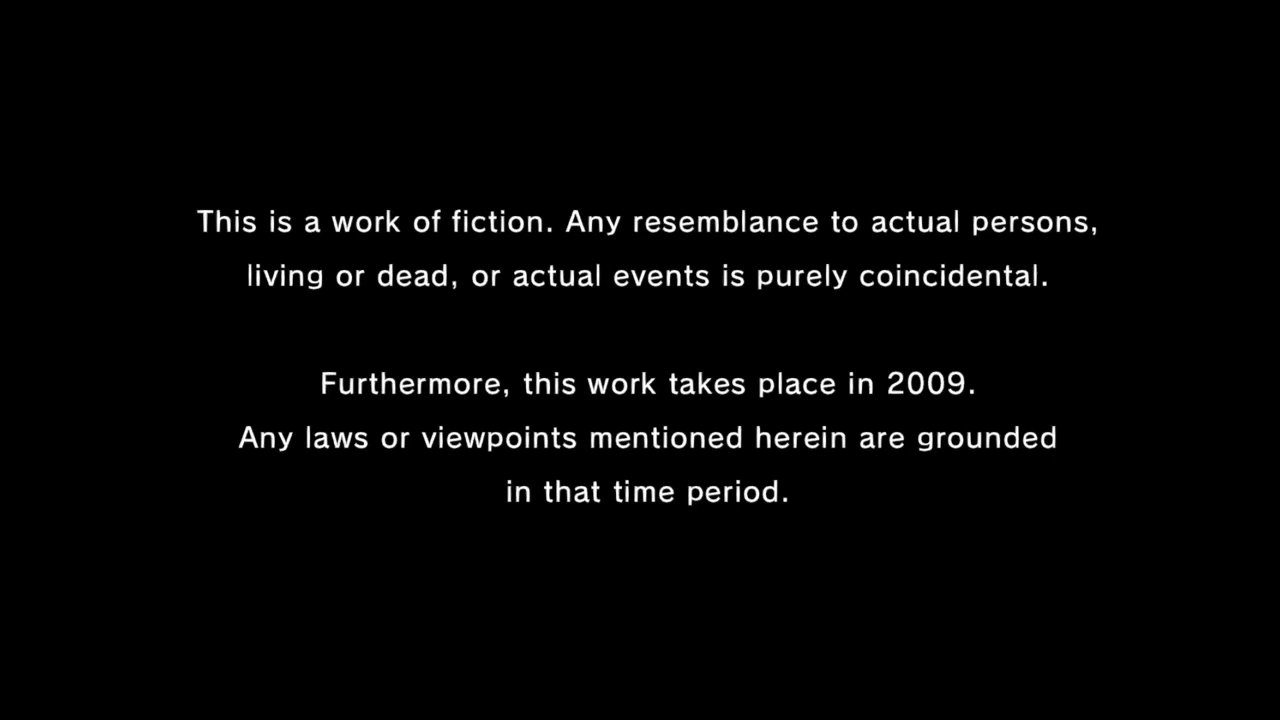 This is a work of fiction. Any resemblance to actual persons,
living or dead, or actual events is purely coincidental.
Furthermore, this work takes place in 2009.
Any laws or viewpoints mentioned herein are grounded
in that time period.